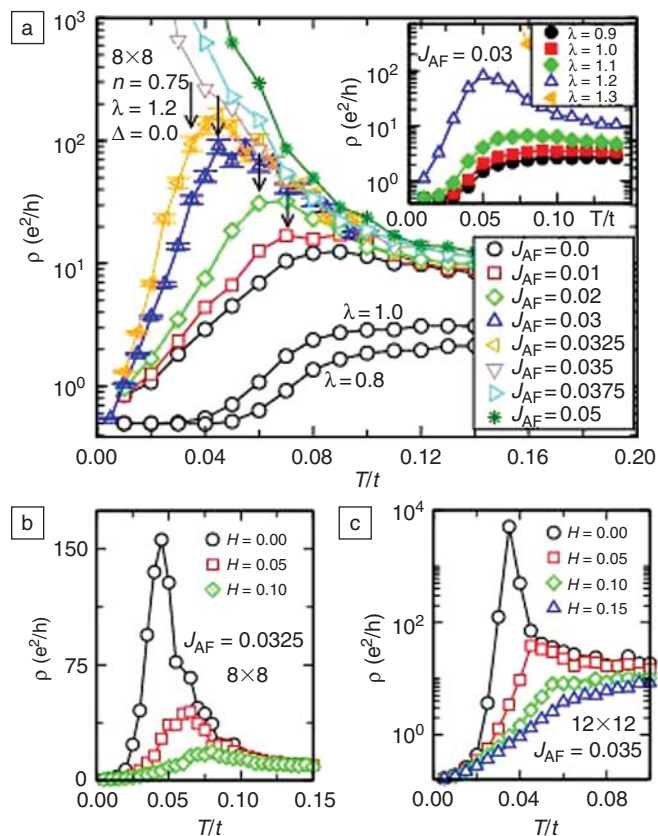 a
8×8
n = 0.75
λ = 1.2
Δ = 0.0
J_AF = 0.03
λ = 0.9
λ = 1.0
λ = 1.1
λ = 1.2
λ = 1.3
ρ (e²/h)
10²
10¹
10⁰
0.00 0.05 0.10 T/t
ρ (e²/h)
10³
10²
10¹
10⁰
λ = 1.0
λ = 0.8
J_AF = 0.0
J_AF = 0.01
J_AF = 0.02
J_AF = 0.03
J_AF = 0.0325
J_AF = 0.035
J_AF = 0.0375
J_AF = 0.05
0.00 0.04 0.08 0.12 0.16 0.20
T/t
b
ρ (e²/h)
150
75
0
H = 0.00
H = 0.05
H = 0.10
J_AF = 0.0325
8×8
0.00 0.05 0.10 0.15
T/t
c
ρ (e²/h)
10⁴
10²
10⁰
H = 0.00
H = 0.05
H = 0.10
H = 0.15
12×12
J_AF = 0.035
0.00 0.04 0.08
T/t